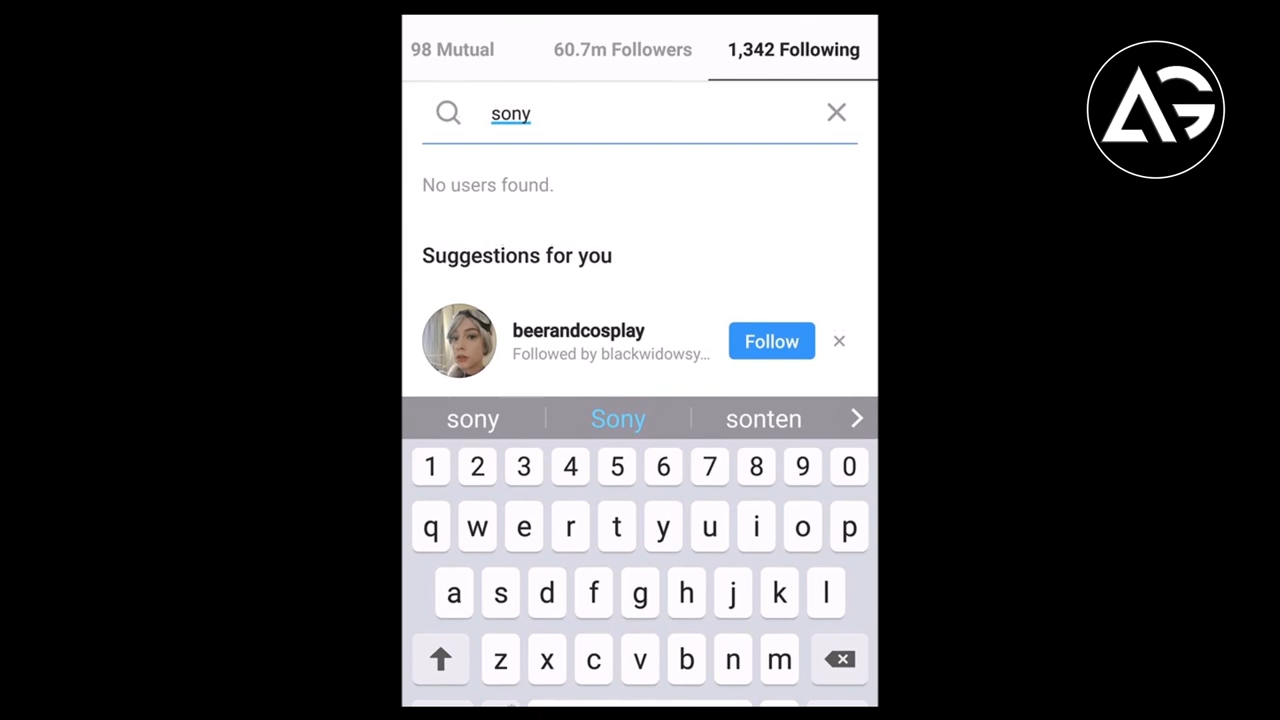 98 Mutual 60.7m Followers 1,342 Following
sony
No users found.
Suggestions for you
beerandcosplay
Followed by blackwidowsy...
Follow
sony Sony sonten
1 2 3 4 5 6 7 8 9 0
q w e r t y u i o p
a s d f g h j k l
z x c v b n m
AG